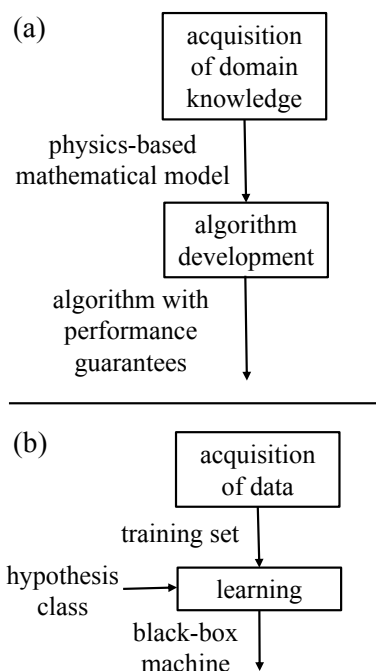 (a)
acquisition
of domain
knowledge
physics-based
mathematical model
algorithm
development
algorithm with
performance
guarantees
(b)
acquisition
of data
training set
hypothesis
class
learning
black-box
machine